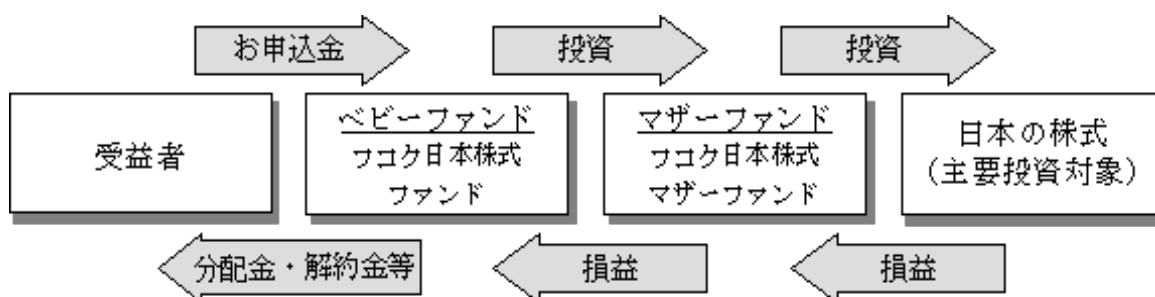 お申込金
投資
投資
受益者
ベビーファンド
フコク日本株式
ファンド
マザーファンド
フコク日本株式
マザーファンド
日本の株式
(主要投資対象)
分配金・解約金等
損益
損益